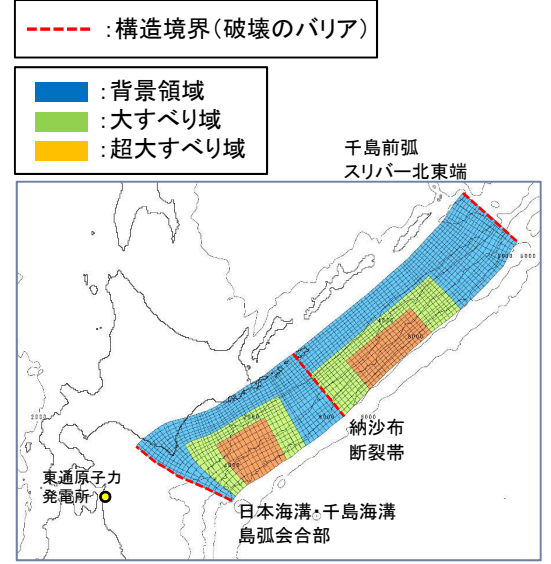 :構造境界(破壊のバリア)
:背景領域
:大すべり域
:超大すべり域
千島前弧
スリバー北東端
納沙布
断裂帯
東通原子力
発電所
日本海溝・千島海溝
島弧会合部